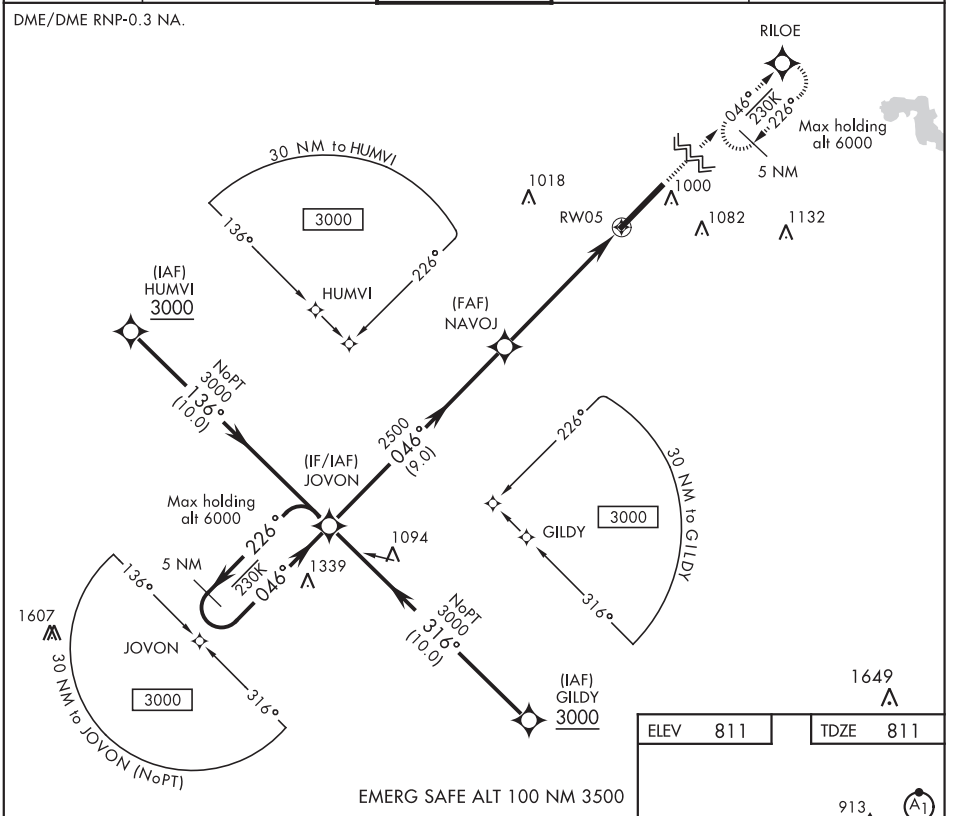 DME/DME RNP-0.3 NA.
RILOE
046°
230K
226°
Max holding
alt 6000
5 NM
30 NM to HUMVI
3000
136°
226°
HUMVI
1018
1000
RW05
1082
1132
(IAF)
HUMVI
3000
(FAF)
NAVOJ
NoPT
3000
136°
(10.0)
2500
046°
(9.0)
(IF/IAF)
JOVON
226°
30 NM to GILDY
3000
GILDY
316°
Max holding
alt 6000
226°
230K
046°
5 NM
1094
1339
136°
1607
JOVON
3000
316°
30 NM to JOVON (NoPT)
NoPT
3000
316°
(10.0)
(IAF)
GILDY
3000
1649
ELEV 811
TDZE 811
EMERG SAFE ALT 100 NM 3500
913
A1